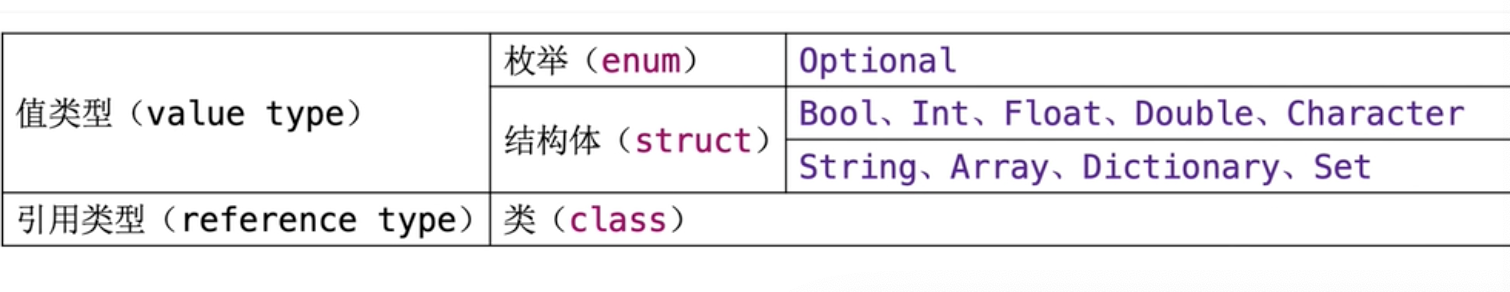 值类型（value type）
枚举（enum）
Optional
结构体（struct）
Bool、Int、Float、Double、Character
String、Array、Dictionary、Set
引用类型（reference type）
类（class）